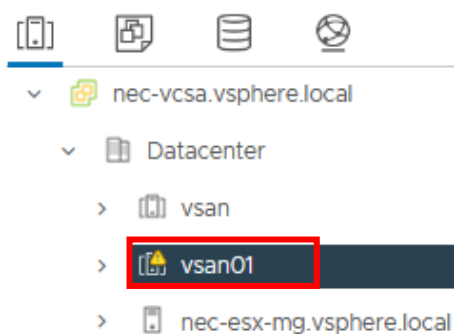 nec-vcsa.vsphere.local
Datacenter
vsan
vsan01
nec-esx-mg.vsphere.local